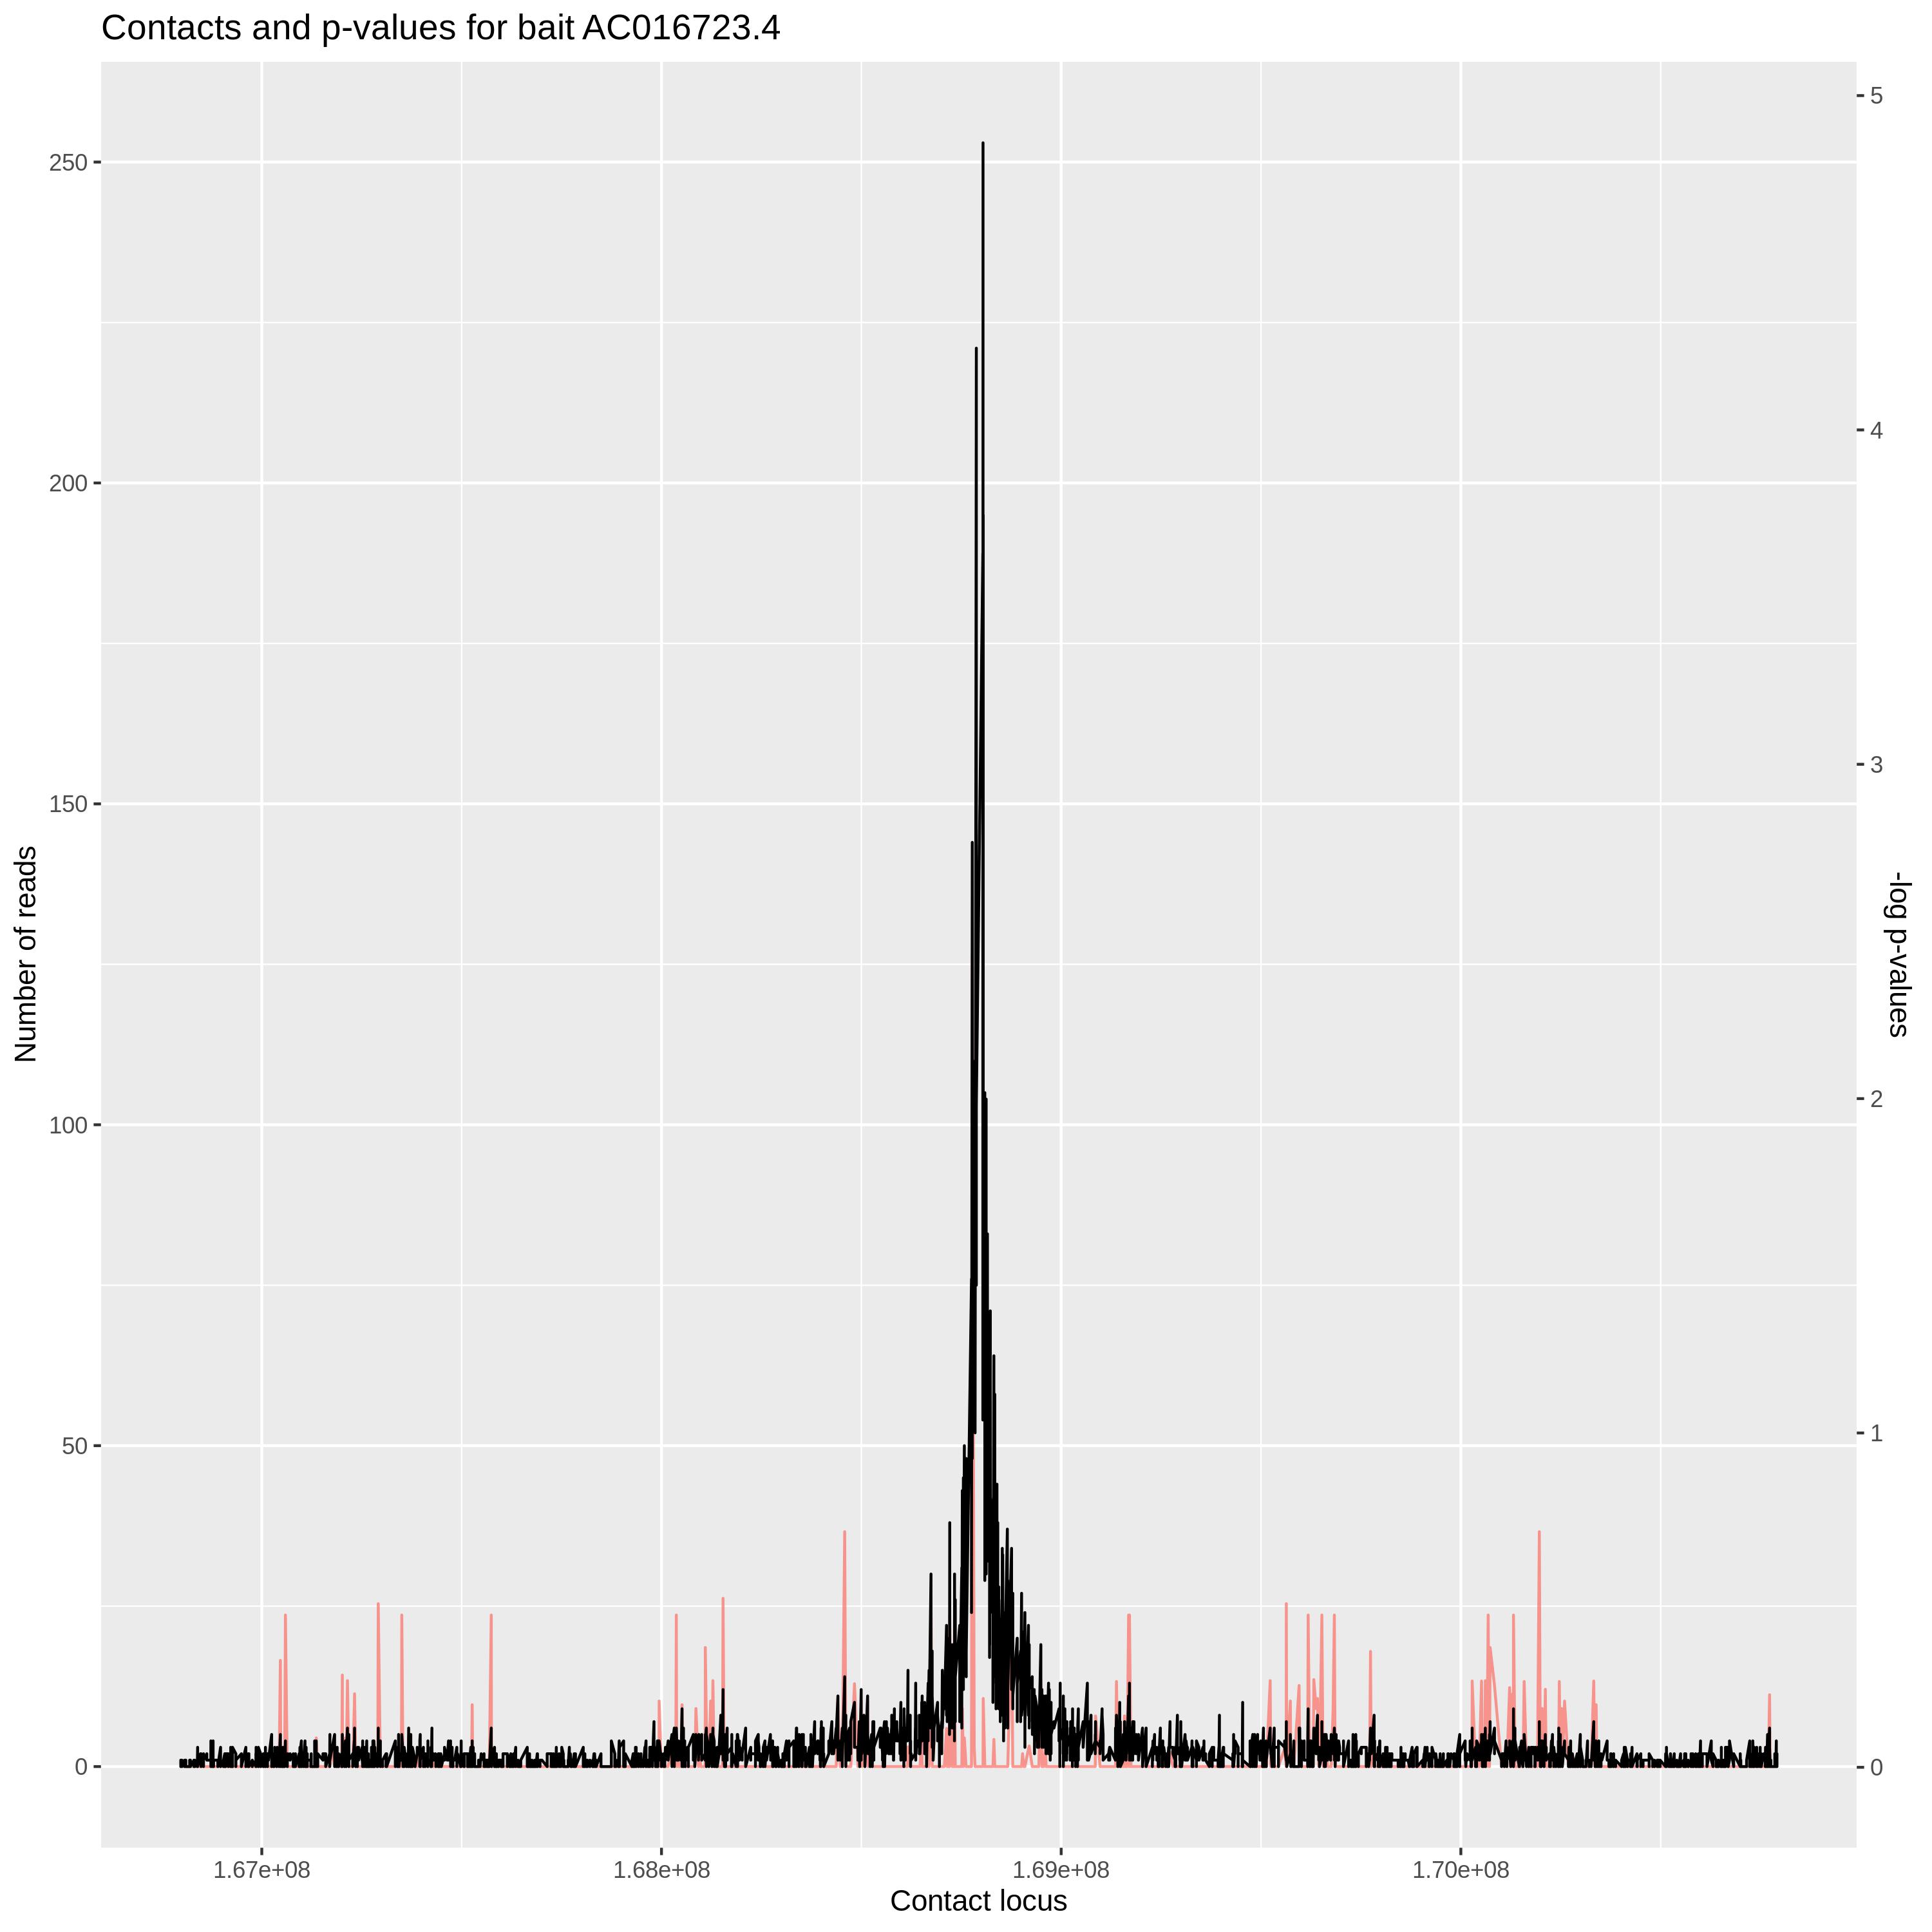 Contacts and p-values for bait AC016723.4
250
200
150
100
50
0
Number of reads
5
4
3
2
1
0
-log p-values
1.67e+08
1.68e+08
1.69e+08
1.70e+08
Contact locus